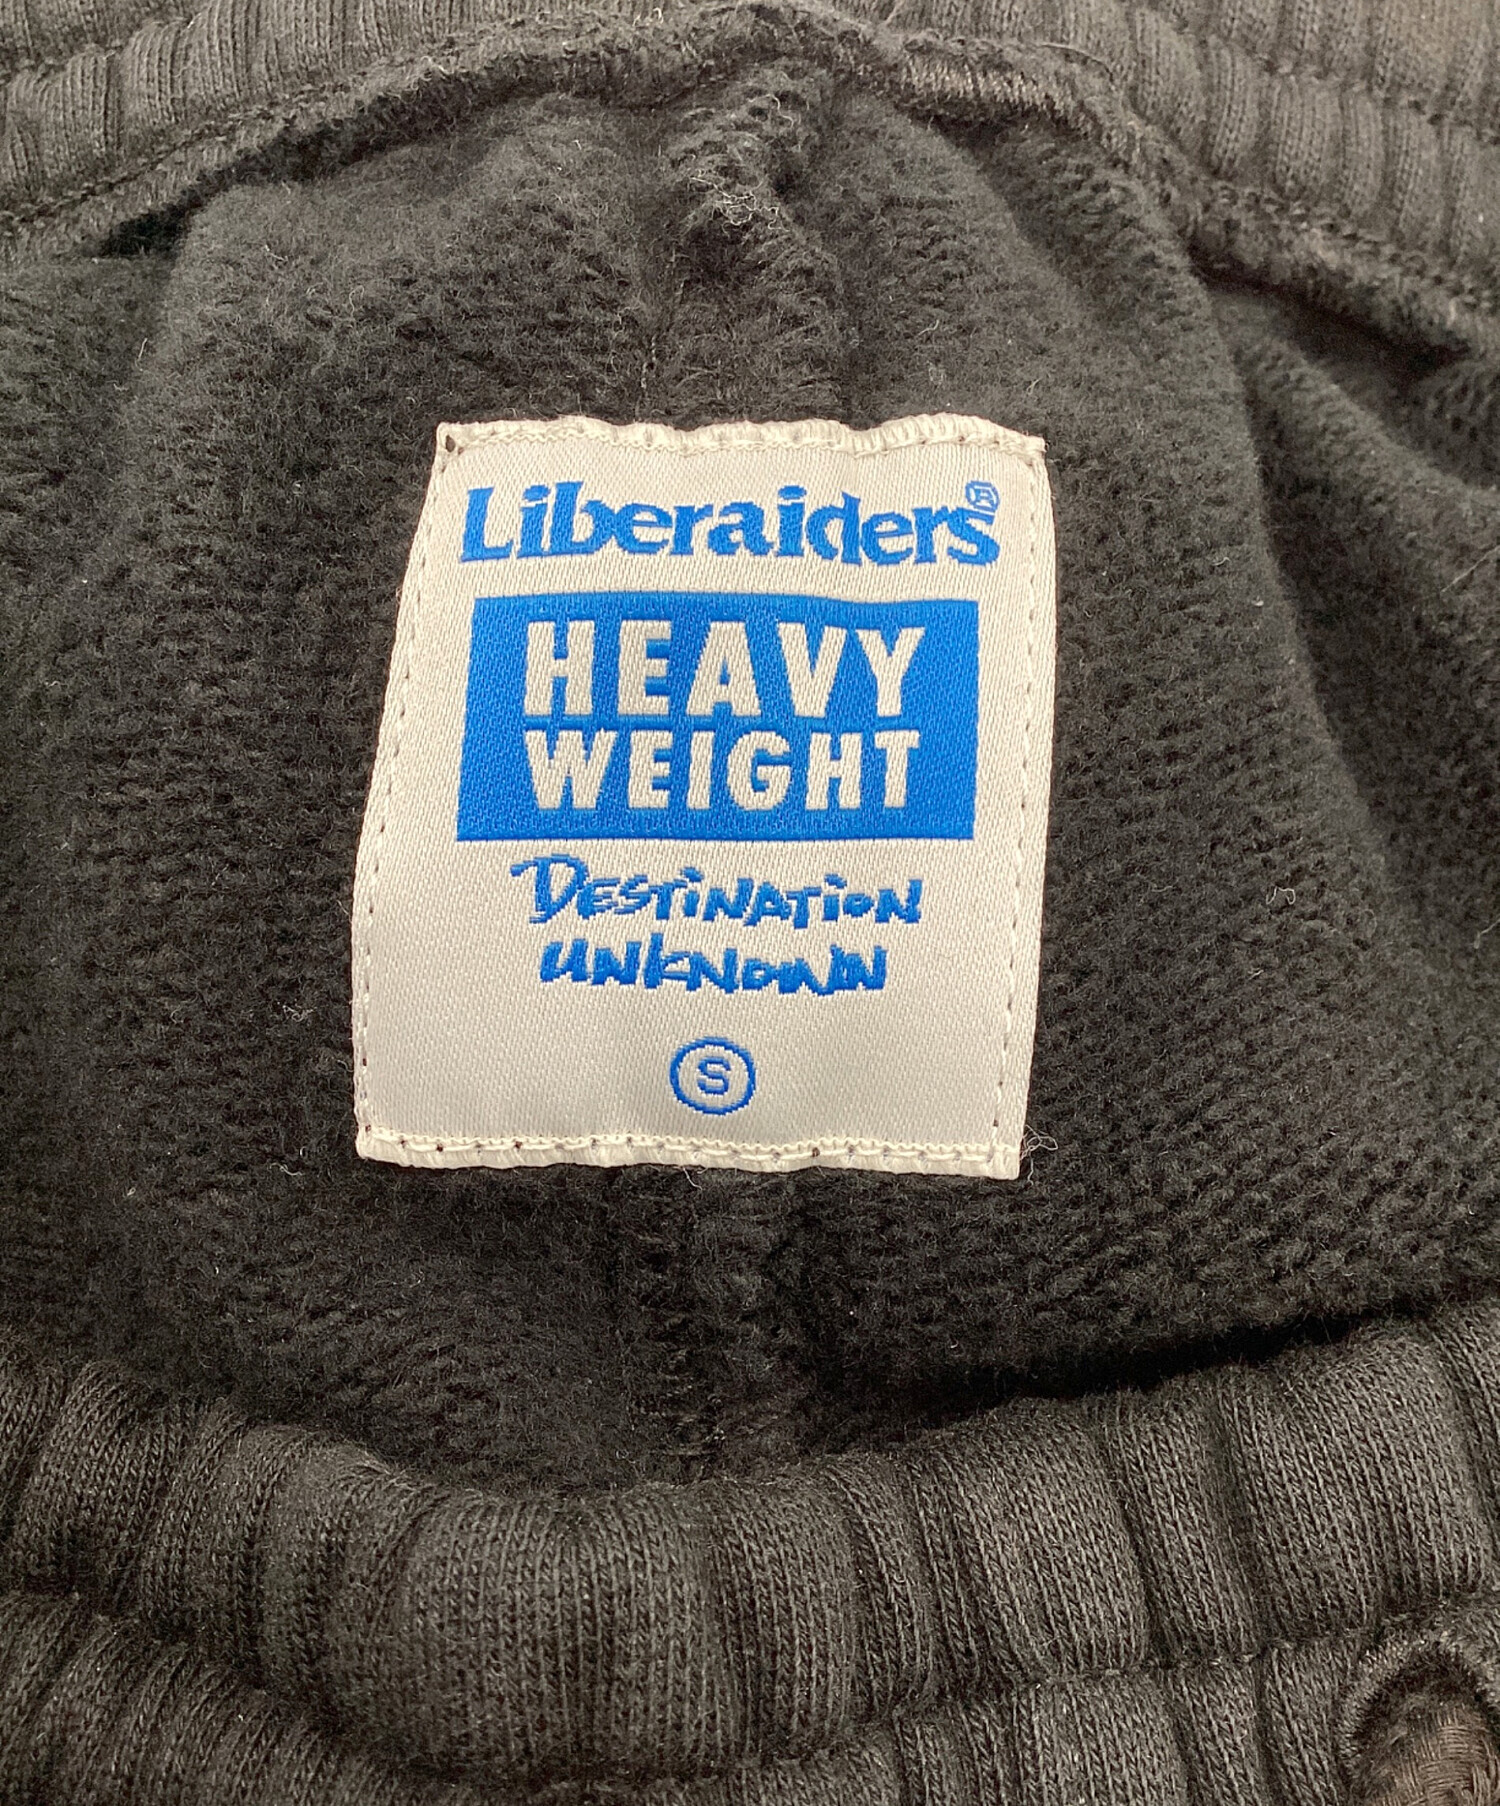 Liberaiders®
HEAVY
WEIGHT
DESTINATION
UNKNOWN
S